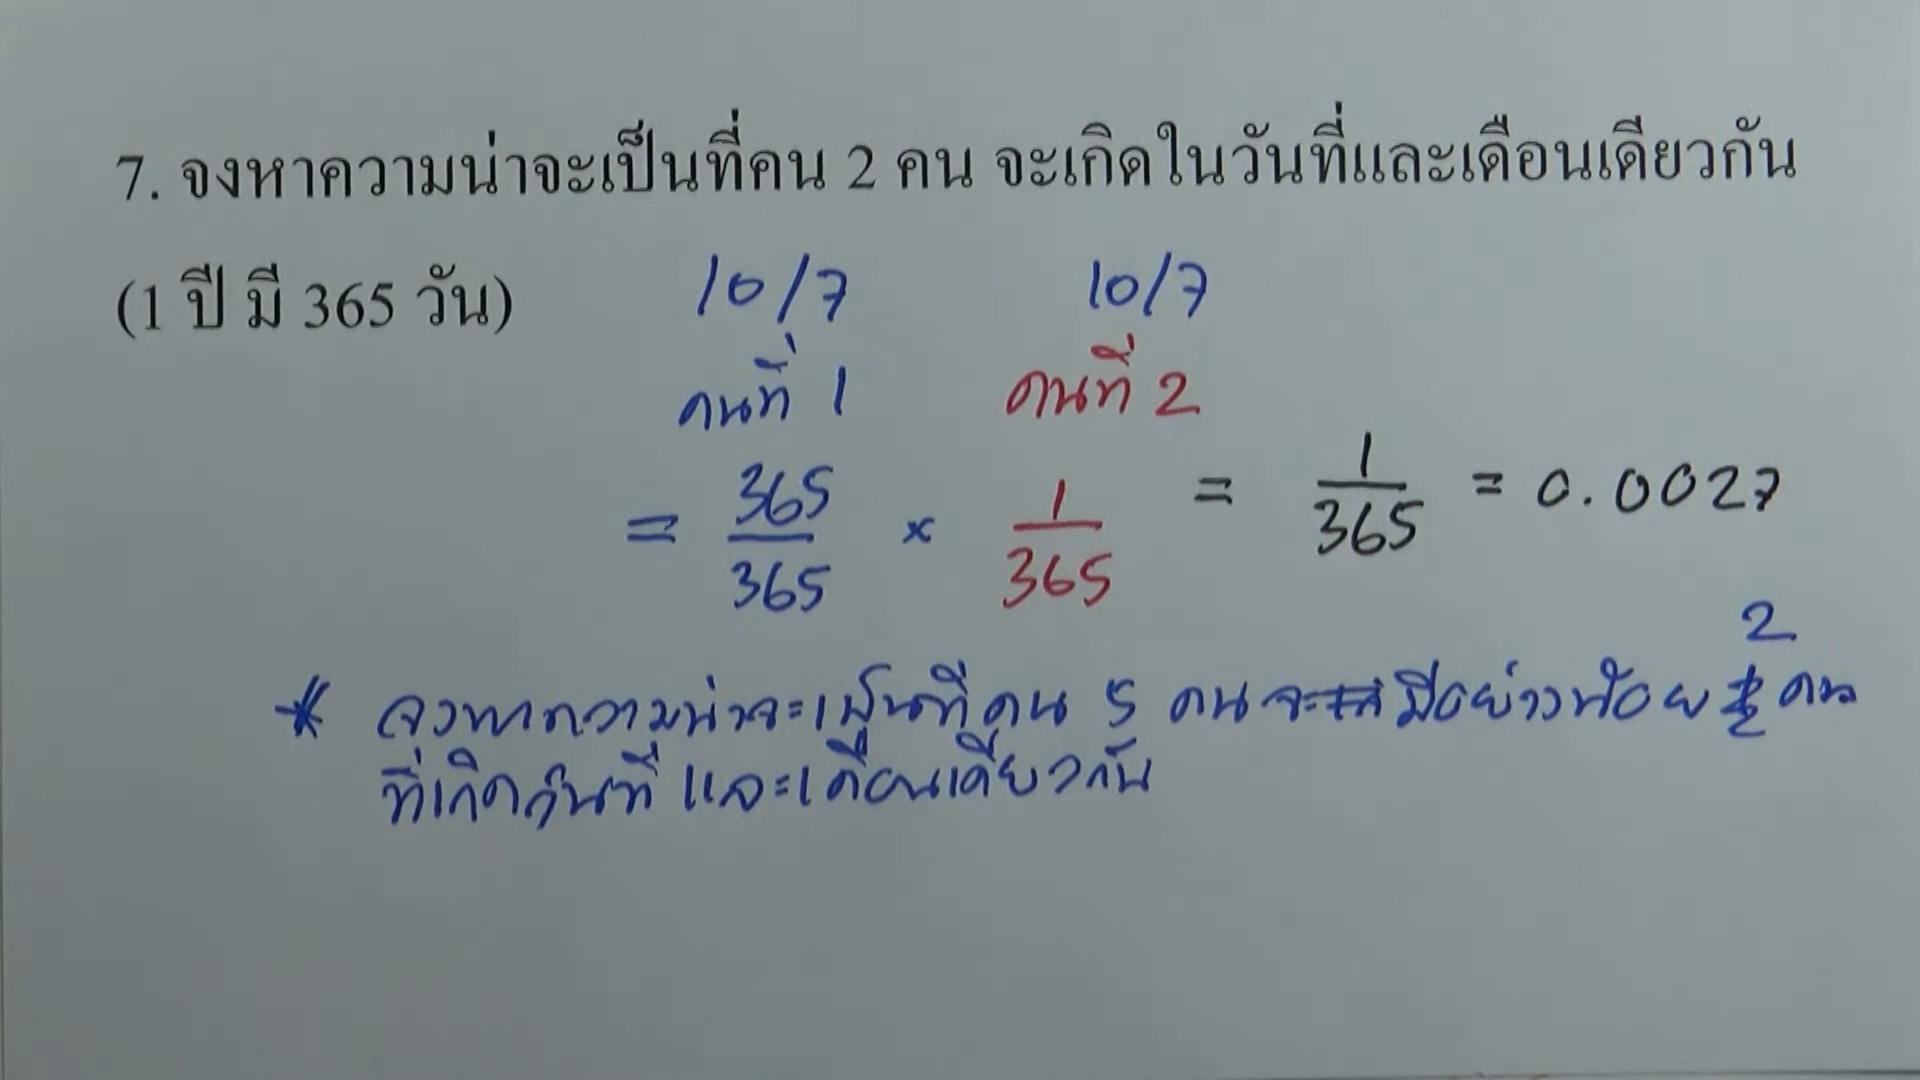 7. จงหาความน่าจะเป็นที่คน 2 คน จะเกิดในวันที่และเดือนเดียวกัน
(1 ปี มี 365 วัน) 10/7 10/7
คนที่ 1 คนที่ 2
= 365/365 × 1/365 = 1/365 = 0.0027
2
* จงหาความน่าจะเป็นที่คน 5 คนจะมีอย่างน้อย คน
ที่เกิดวันที่ และเดือนเดียวกัน